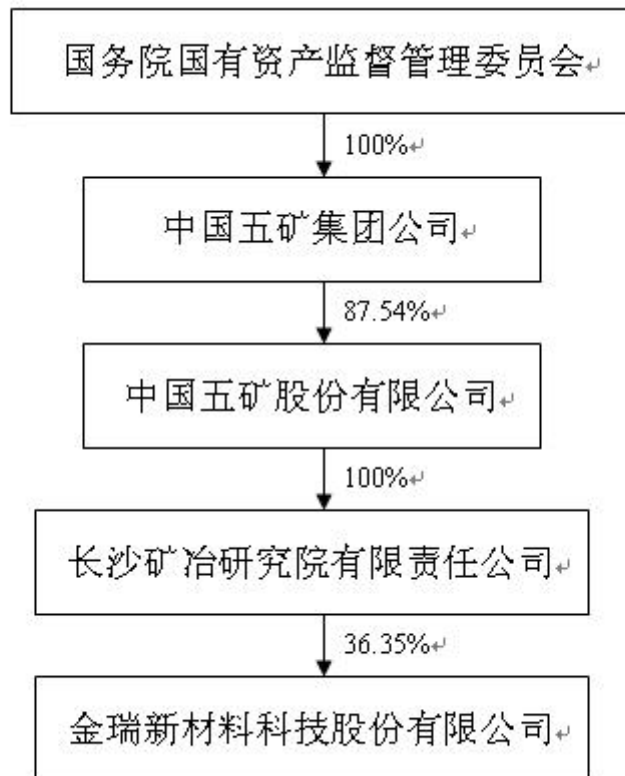 国务院国有资产监督管理委员会
100%
中国五矿集团公司
87.54%
中国五矿股份有限公司
100%
长沙矿冶研究院有限责任公司
36.35%
金瑞新材料科技股份有限公司